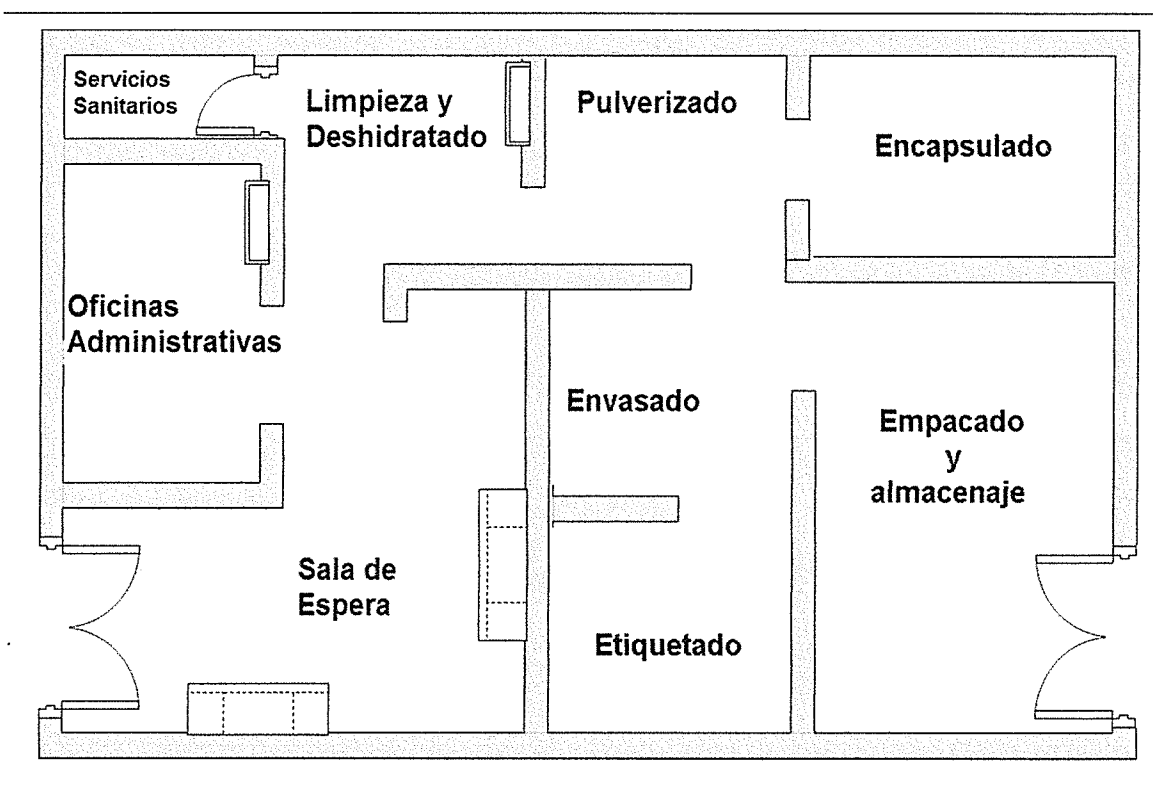 Servicios
Sanitarios
Limpieza y
Deshidratado
Pulverizado
Encapsulado
Oficinas
Administrativas
Envasado
Empacado
y
almacenaje
Sala de
Espera
Etiquetado